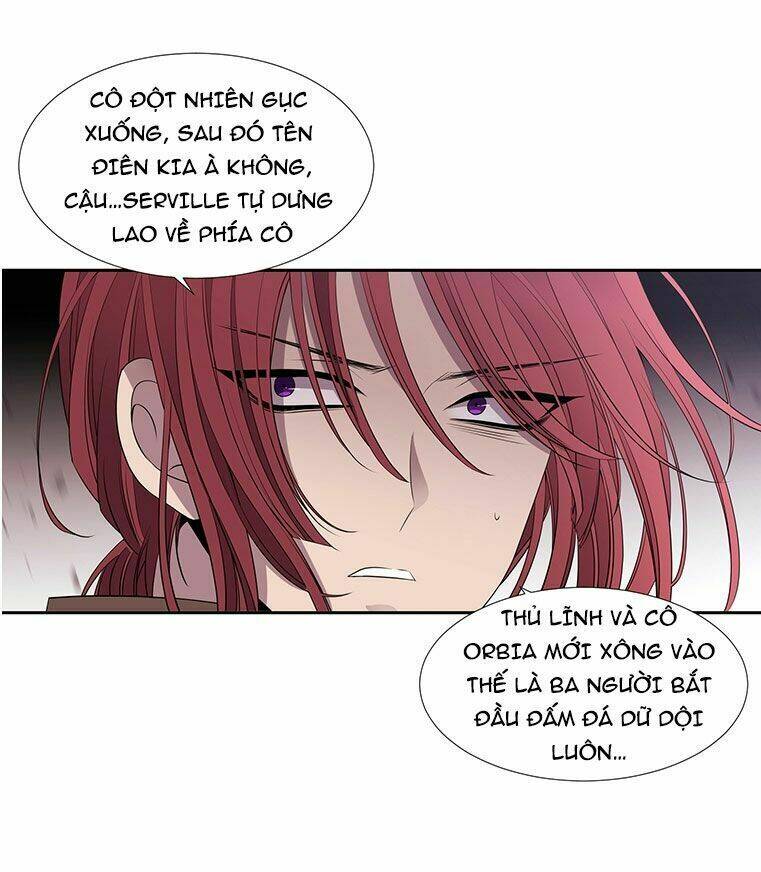 CÔ ĐỘT NHIÊN GỤC
XUỐNG, SAU ĐÓ TÊN
ĐIÊN KIA À KHÔNG,
CẬU...SERVILLE TỰ DƯNG
LAO VỀ PHÍA CÔ
THỦ LĨNH VÀ CÔ
ORBIA MỚI XÔNG VÀO
THẾ LÀ BA NGƯỜI BẮT
ĐẦU ĐẤM ĐÁ DỮ DỘI
LUÔN...